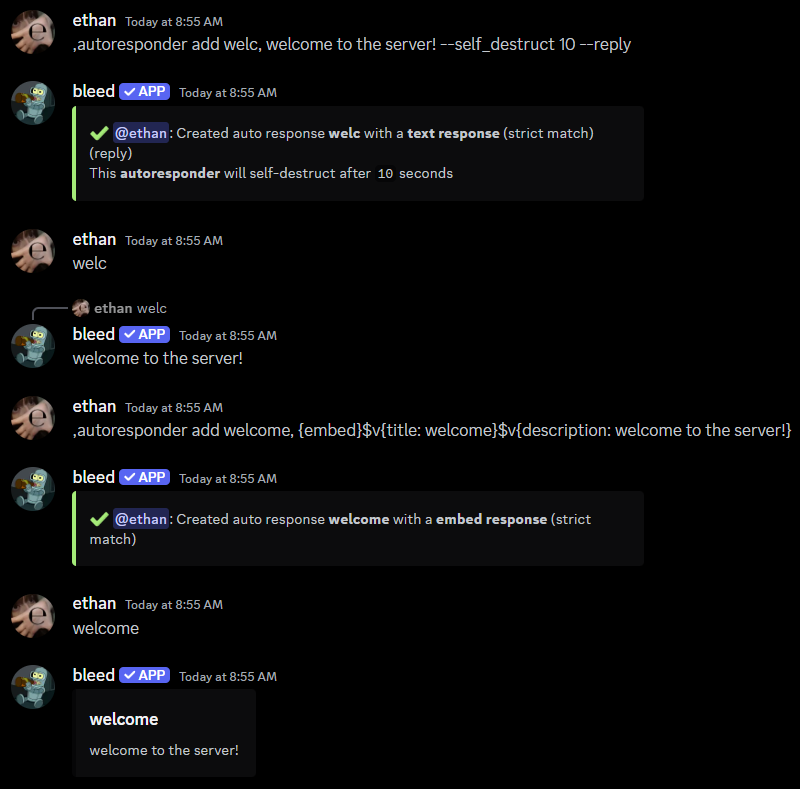 ethan Today at 8:55 AM
,autoresponder add welc, welcome to the server! --self_destruct 10 --reply
bleed APP Today at 8:55 AM
@ethan: Created auto response welc with a text response (strict match)
(reply)
This autoresponder will self-destruct after 10 seconds
ethan Today at 8:55 AM
welc
ethan welc
bleed APP Today at 8:55 AM
welcome to the server!
ethan Today at 8:55 AM
,autoresponder add welcome, {embed}$v{title: welcome}$v{description: welcome to the server!}
bleed APP Today at 8:55 AM
@ethan: Created auto response welcome with a embed response (strict
match)
ethan Today at 8:55 AM
welcome
bleed APP Today at 8:55 AM
welcome
welcome to the server!